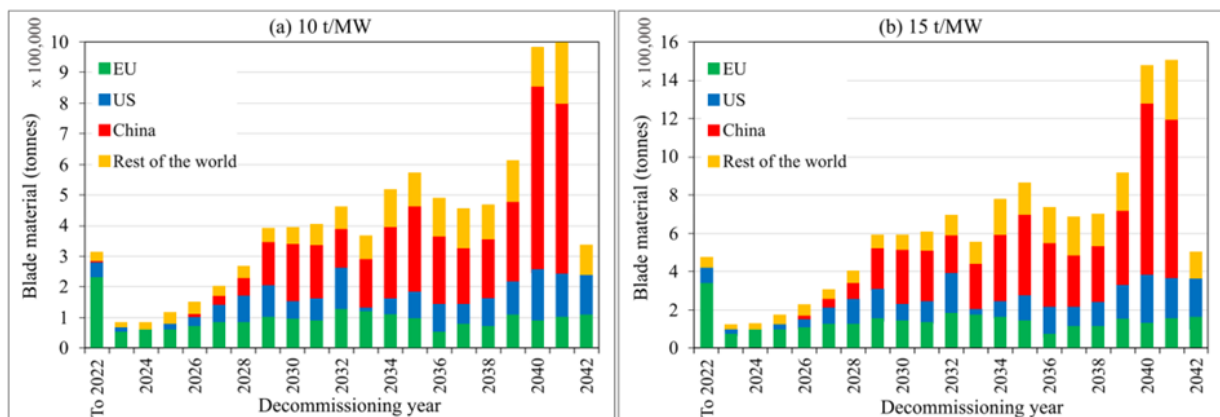 (a) 10 t/MW
x 100,000
Blade material (tonnes)
10
9
8
7
6
5
4
3
2
1
0
EU
US
China
Rest of the world
To 2022
2024
2026
2028
2030
2032
2034
2036
2038
2040
2042
Decommissioning year
(b) 15 t/MW
x 100,000
Blade material (tonnes)
16
14
12
10
8
6
4
2
0
EU
US
China
Rest of the world
To 2022
2024
2026
2028
2030
2032
2034
2036
2038
2040
2042
Decommissioning year